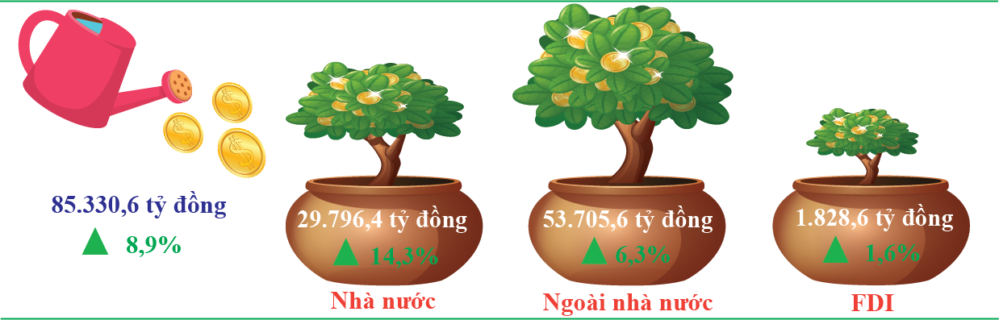 85.330,6 tỷ đồng
8,9%
29.796,4 tỷ đồng
14,3%
Nhà nước
53.705,6 tỷ đồng
6,3%
Ngoài nhà nước
1.828,6 tỷ đồng
1,6%
FDI